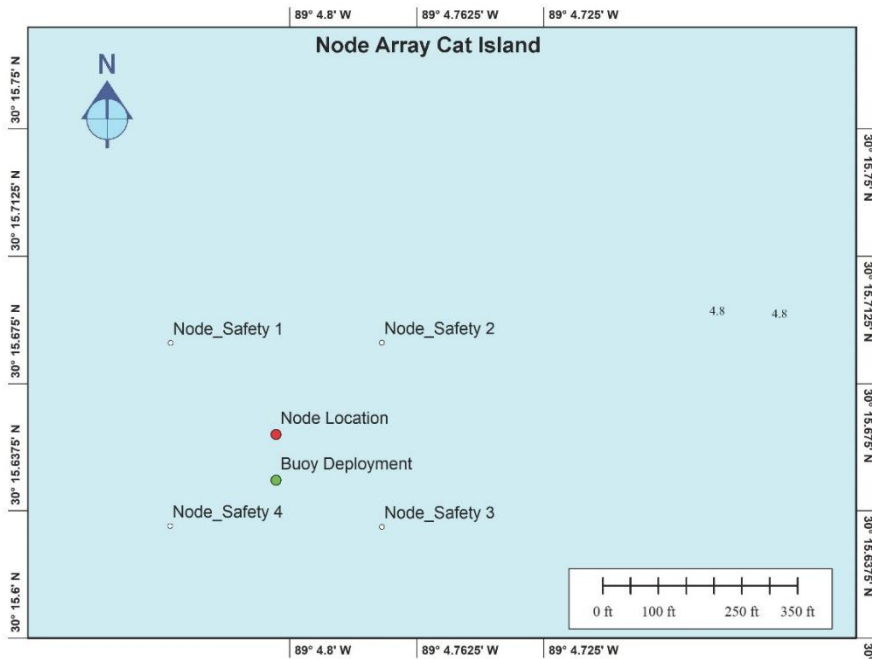 89° 4.8' W
89° 4.7625' W
89° 4.725' W
Node Array Cat Island
N
30° 15.75' N
30° 15.75' N
30° 15.7125' N
30° 15.7125' N
4.8
4.8
30° 15.675' N
Node_Safety 1
Node_Safety 2
Node Location
30° 15.675' N
30° 15.6375' N
Buoy Deployment
Node_Safety 4
Node_Safety 3
30° 15.6375' N
30° 15.6' N
0 ft
100 ft
250 ft
350 ft
89° 4.8' W
89° 4.7625' W
89° 4.725' W
30°